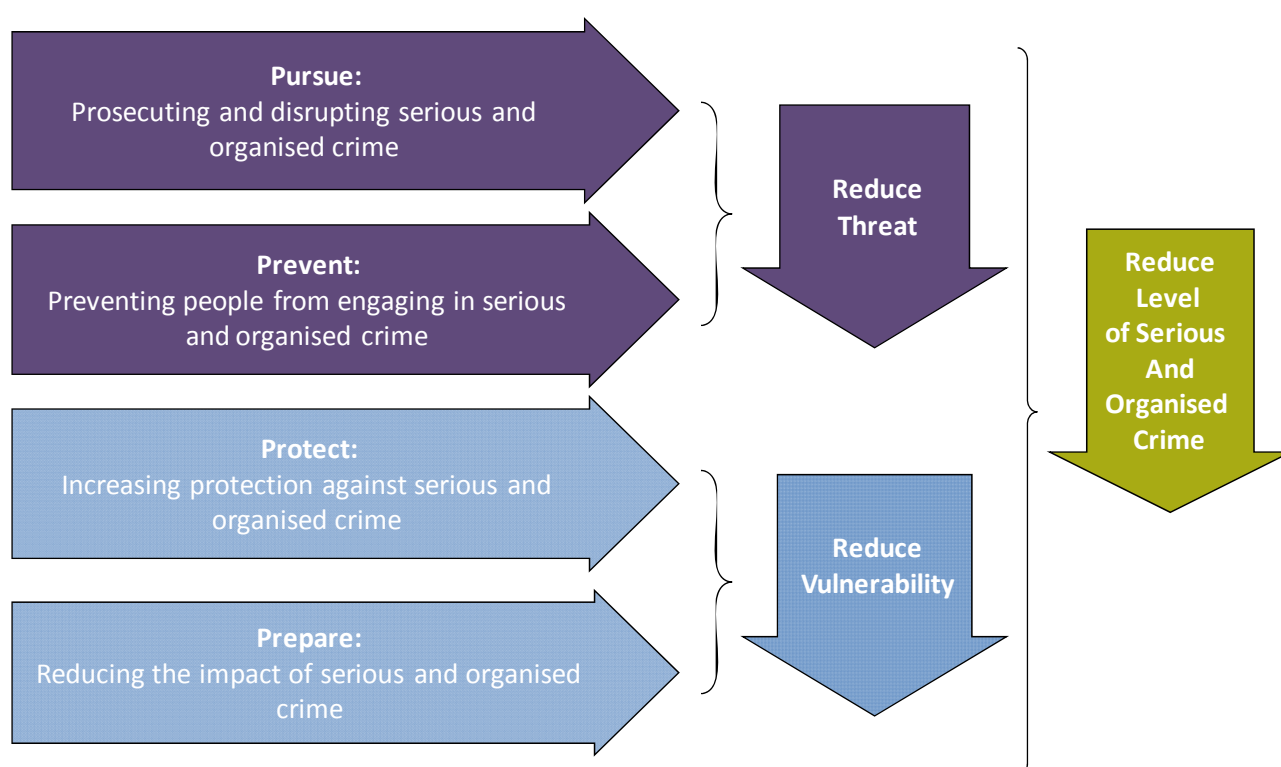 Pursue:
Prosecuting and disrupting serious and
organised crime
Prevent:
Preventing people from engaging in serious
and organised crime
Protect:
Increasing protection against serious and
organised crime
Prepare:
Reducing the impact of serious and organised
crime
Reduce
Threat
Reduce
Vulnerability
Reduce
Level
of Serious
And
Organised
Crime